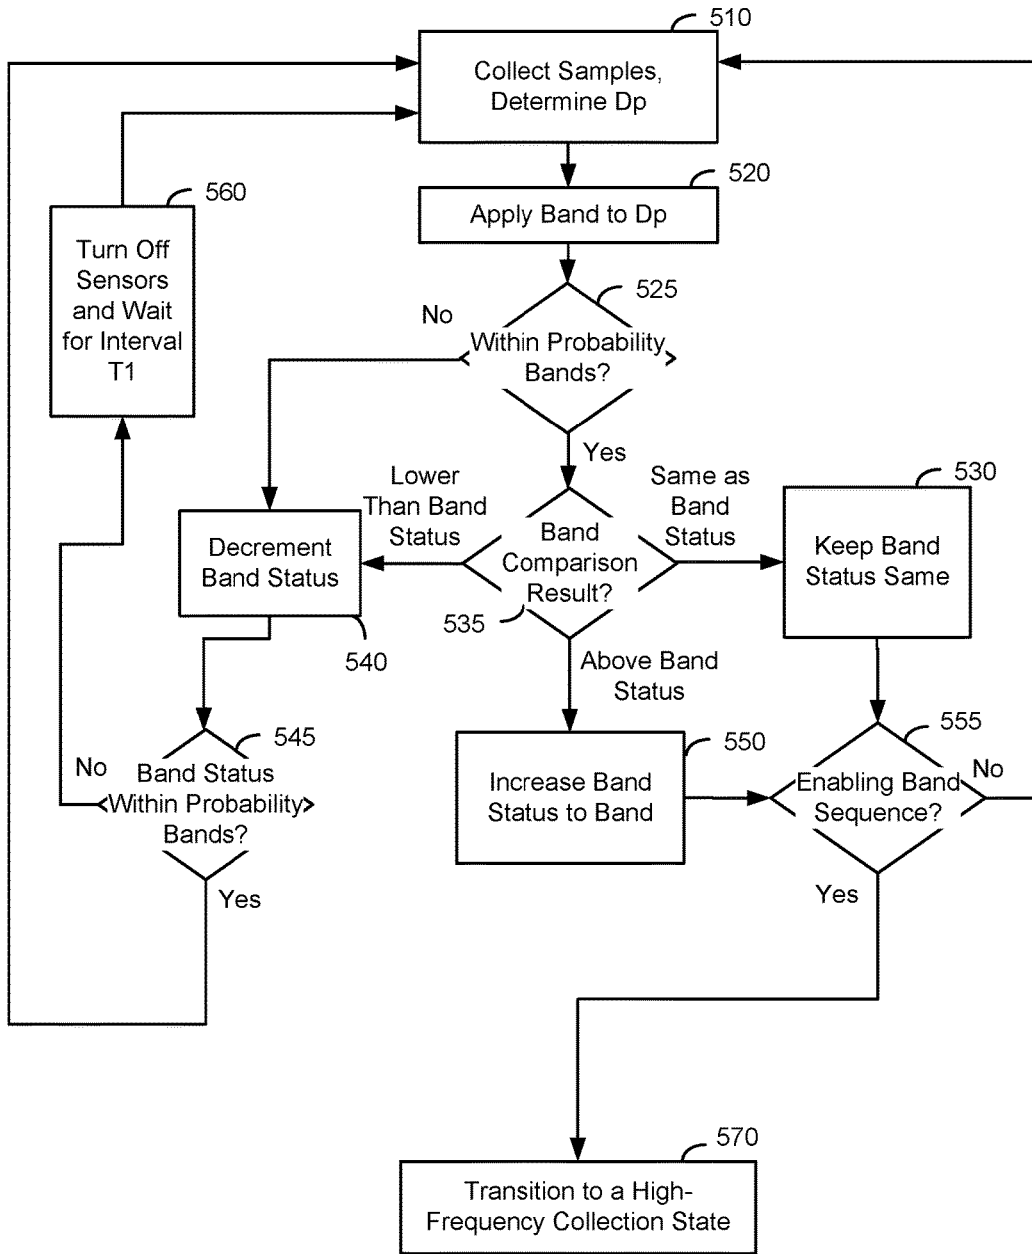 510
Collect Samples,
Determine Dp
520
Apply Band to Dp
560
Turn Off
Sensors
and Wait
for Interval
T1
525
No
Within Probability
Bands?
Yes
Lower
Than Band
Status
Same as
Band
Status
530
Decrement
Band Status
Band
Comparison
Result?
Keep Band
Status Same
535
540
Above Band
Status
545
Band Status
Within Probability
Bands?
No
Yes
550
Increase Band
Status to Band
555
Enabling Band
Sequence?
No
Yes
570
Transition to a High-
Frequency Collection State